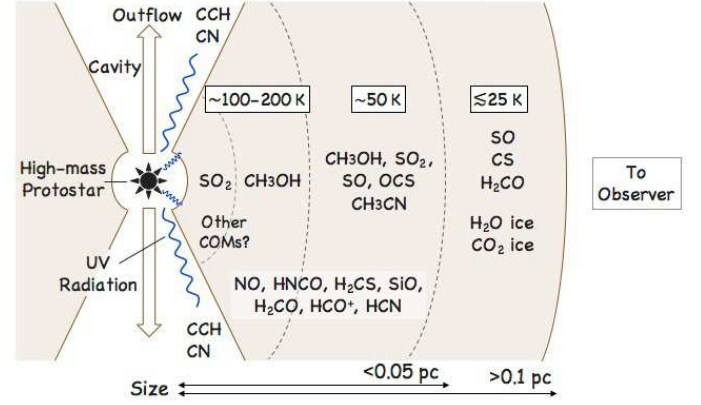 Outflow
CCH
CN
Cavity
~100-200 K
~50 K
≲25 K
High-mass
Protostar
SO₂ CH3OH
Other
COMs?
CH3OH, SO₂,
SO, OCS
CH3CN
SO
CS
H₂CO
H₂O ice
CO₂ ice
To
Observer
UV
Radiation
NO, HNCO, H₂CS, SiO,
H₂CO, HCO⁺, HCN
CCH
CN
Size
<0.05 pc
>0.1 pc